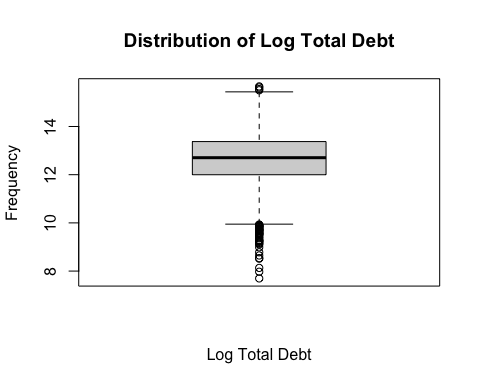 Distribution of Log Total Debt
Frequency
14
12
10
8
Log Total Debt